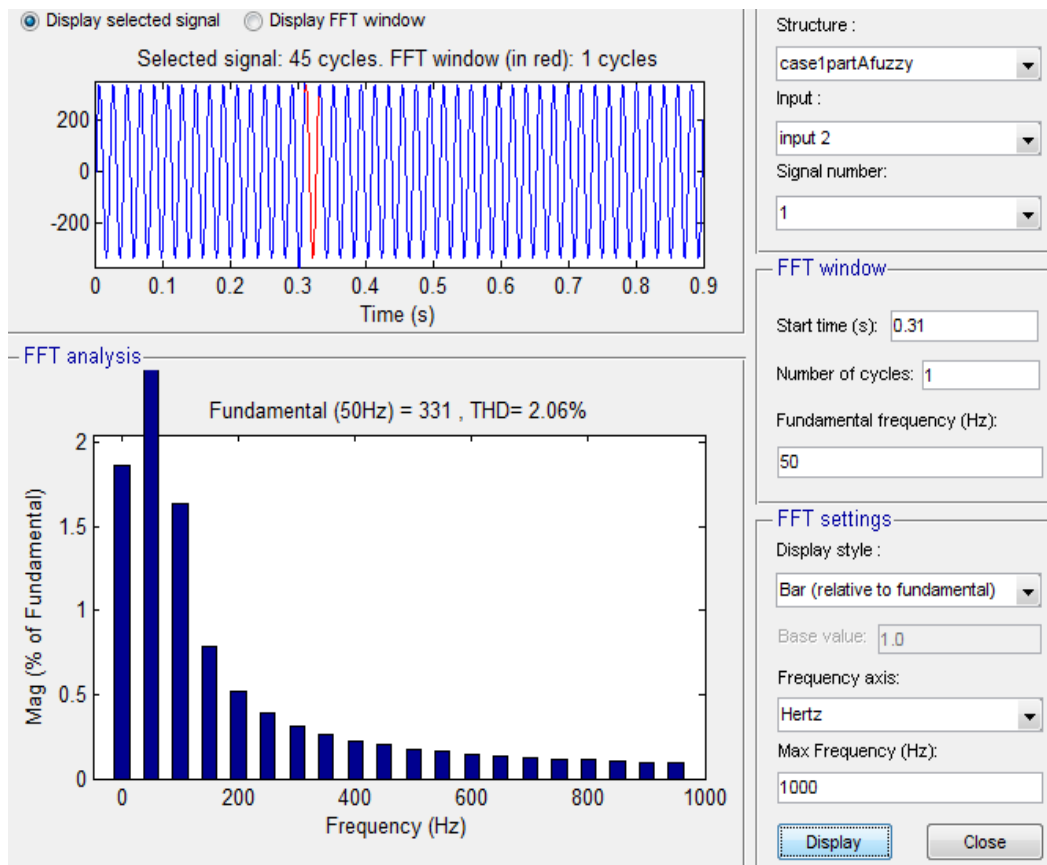 Display selected signal
Display FFT window
Selected signal: 45 cycles. FFT window (in red): 1 cycles
200
0
-200
0 0.1 0.2 0.3 0.4 0.5 0.6 0.7 0.8 0.9
Time (s)
FFT analysis
Fundamental (50Hz) = 331 , THD= 2.06%
2
1.5
1
0.5
0
Mag (% of Fundamental)
0 200 400 600 800 1000
Frequency (Hz)
Structure :
case1partAfuzzy
Input :
input 2
Signal number:
1
FFT window
Start time (s): 0.31
Number of cycles: 1
Fundamental frequency (Hz):
50
FFT settings
Display style :
Bar (relative to fundamental)
Base value: 1.0
Frequency axis:
Hertz
Max Frequency (Hz):
1000
Display
Close